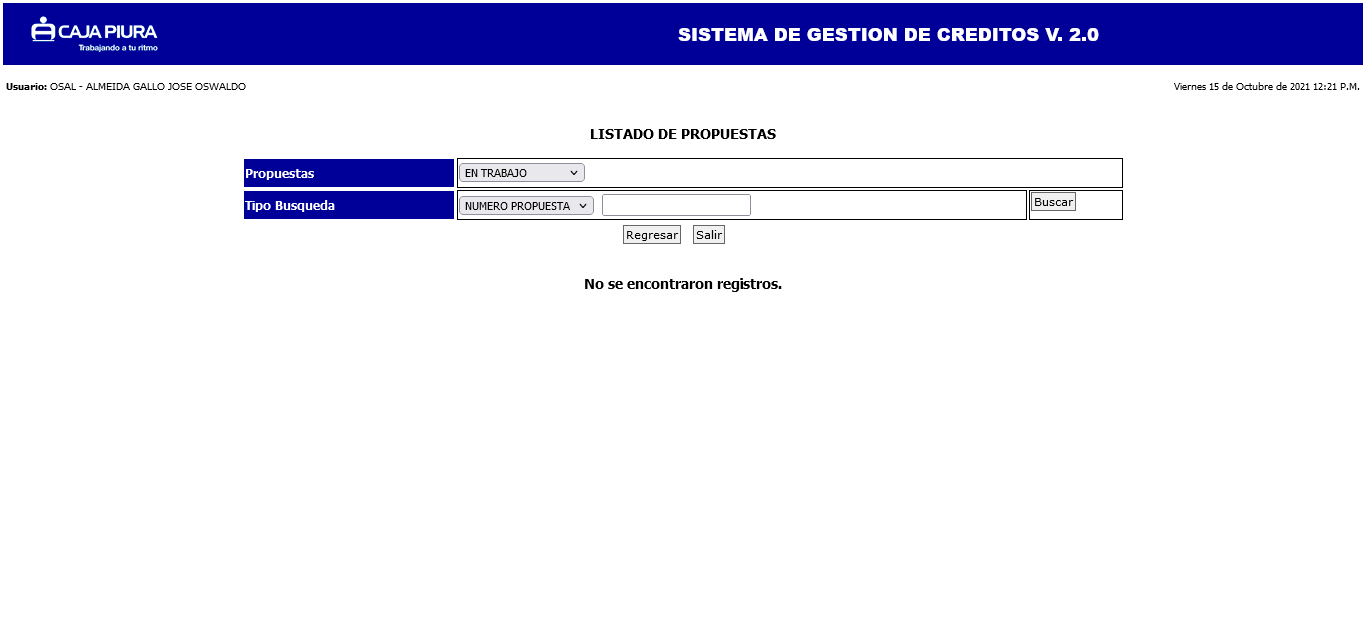 CAJA PIURA
Trabajando a tu ritmo
SISTEMA DE GESTION DE CREDITOS V. 2.0
Usuario: OSAL - ALMEIDA GALLO JOSE OSWALDO
Viernes 15 de Octubre de 2021 12:21 P.M.
LISTADO DE PROPUESTAS
Propuestas EN TRABAJO
Tipo Busqueda NUMERO PROPUESTA Buscar
Regresar Salir
No se encontraron registros.